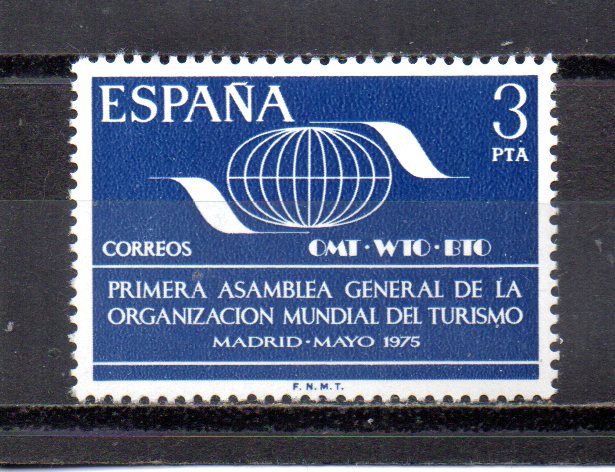 ESPAÑA
3
PTA
CORREOS
OMT·WTO·BTO
PRIMERA ASAMBLEA GENERAL DE LA
ORGANIZACION MUNDIAL DEL TURISMO
MADRID·MAYO 1975
F. N. M. T.